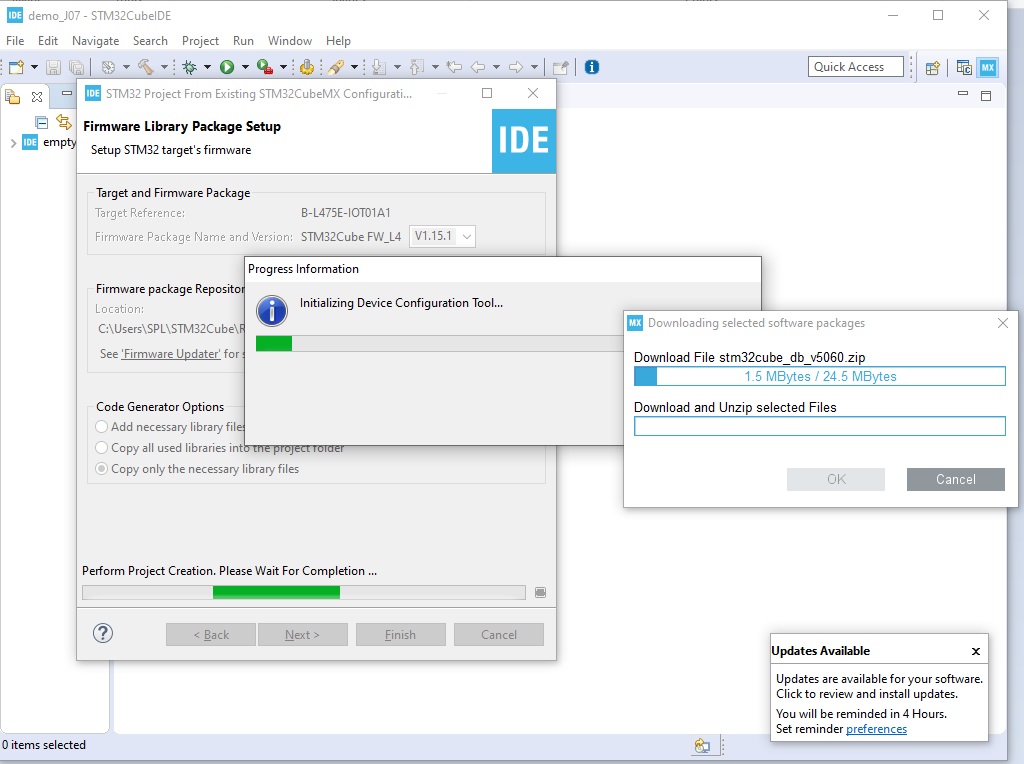 IDE demo_J07 - STM32CubeIDE
File Edit Navigate Search Project Run Window Help
Quick Access
MX
IDE STM32 Project From Existing STM32CubeMX Configurati...
IDE empty
Firmware Library Package Setup
Setup STM32 target's firmware
IDE
Target and Firmware Package
Target Reference: B-L475E-IOT01A1
Firmware Package Name and Version: STM32Cube FW_L4 V1.15.1
Firmware package Repositor
Location:
C:\Users\SPL\STM32Cube\R
See 'Firmware Updater' for s
Code Generator Options
Add necessary library files
Copy all used libraries into the project folder
Copy only the necessary library files
Perform Project Creation. Please Wait For Completion ...
? < Back Next > Finish Cancel
Progress Information
Initializing Device Configuration Tool...
MX Downloading selected software packages
Download File stm32cube_db_v5060.zip
1.5 MBytes / 24.5 MBytes
Download and Unzip selected Files
OK Cancel
Updates Available x
Updates are available for your software.
Click to review and install updates.
You will be reminded in 4 Hours.
Set reminder preferences
0 items selected